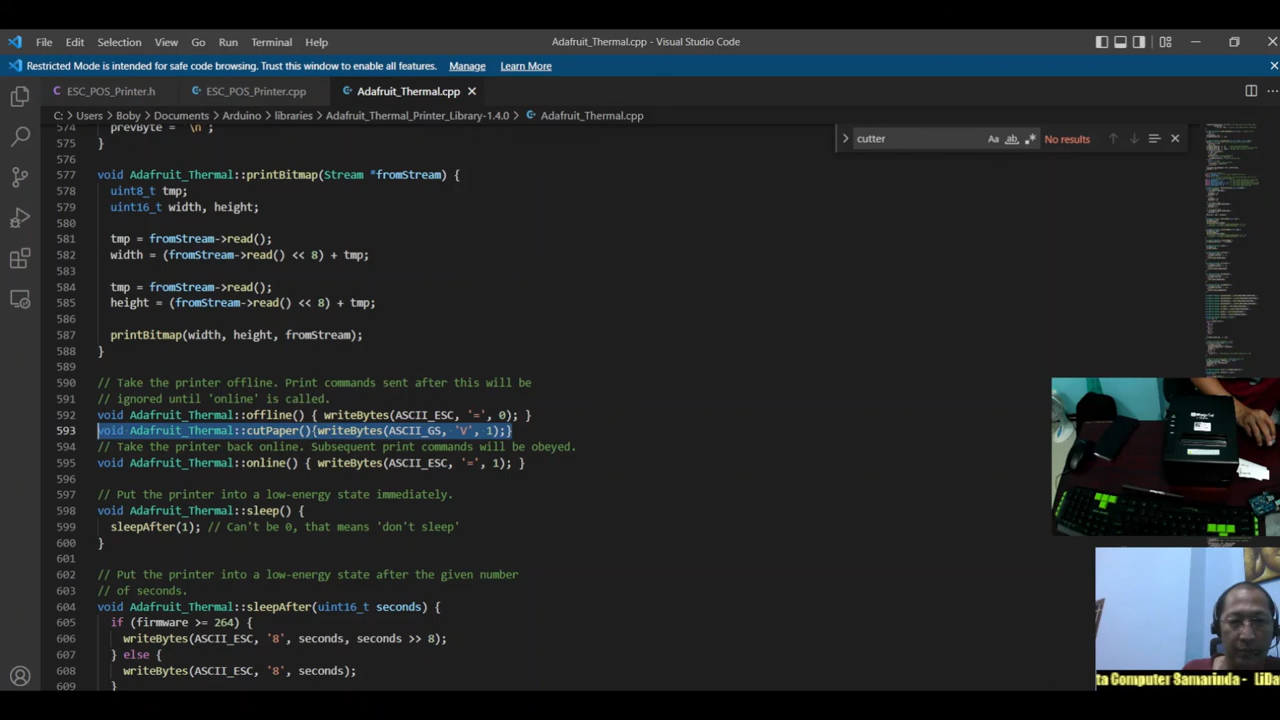 File Edit Selection View Go Run Terminal Help
Adafruit_Thermal.cpp - Visual Studio Code
Restricted Mode is intended for safe code browsing. Trust this window to enable all features. Manage Learn More
ESC_POS_Printer.h ESC_POS_Printer.cpp Adafruit_Thermal.cpp
C: > Users > Boby > Documents > Arduino > libraries > Adafruit_Thermal_Printer_Library-1.4.0 > Adafruit_Thermal.cpp
cutter Aa ab No results
574 prevByte = '\n';
575 }
576
577 void Adafruit_Thermal::printBitmap(Stream *fromStream) {
578 uint8_t tmp;
579 uint16_t width, height;
580
581 tmp = fromStream->read();
582 width = (fromStream->read() << 8) + tmp;
583
584 tmp = fromStream->read();
585 height = (fromStream->read() << 8) + tmp;
586
587 printBitmap(width, height, fromStream);
588 }
589
590 // Take the printer offline. Print commands sent after this will be
591 // ignored until 'online' is called.
592 void Adafruit_Thermal::offline() { writeBytes(ASCII_ESC, '=', 0); }
593 void Adafruit_Thermal::cutPaper(){writeBytes(ASCII_GS, 'V', 1);}
594 // Take the printer back online. Subsequent print commands will be obeyed.
595 void Adafruit_Thermal::online() { writeBytes(ASCII_ESC, '=', 1); }
596
597 // Put the printer into a low-energy state immediately.
598 void Adafruit_Thermal::sleep() {
599 sleepAfter(1); // Can't be 0, that means 'don't sleep'
600 }
601
602 // Put the printer into a low-energy state after the given number
603 // of seconds.
604 void Adafruit_Thermal::sleepAfter(uint16_t seconds) {
605 if (firmware >= 264) {
606 writeBytes(ASCII_ESC, '8', seconds, seconds >> 8);
607 } else {
608 writeBytes(ASCII_ESC, '8', seconds);
609 }
ta Computer Samarinda - LiDa